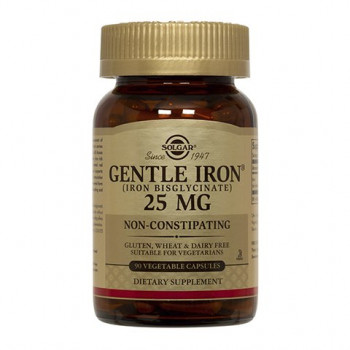 SOLGAR®
Since 1947
GENTLE IRON®
(IRON BISGLYCINATE)
25 MG
NON-CONSTIPATING
GLUTEN, WHEAT & DAIRY FREE
SUITABLE FOR VEGETARIANS
90 VEGETABLE CAPSULES
DIETARY SUPPLEMENT